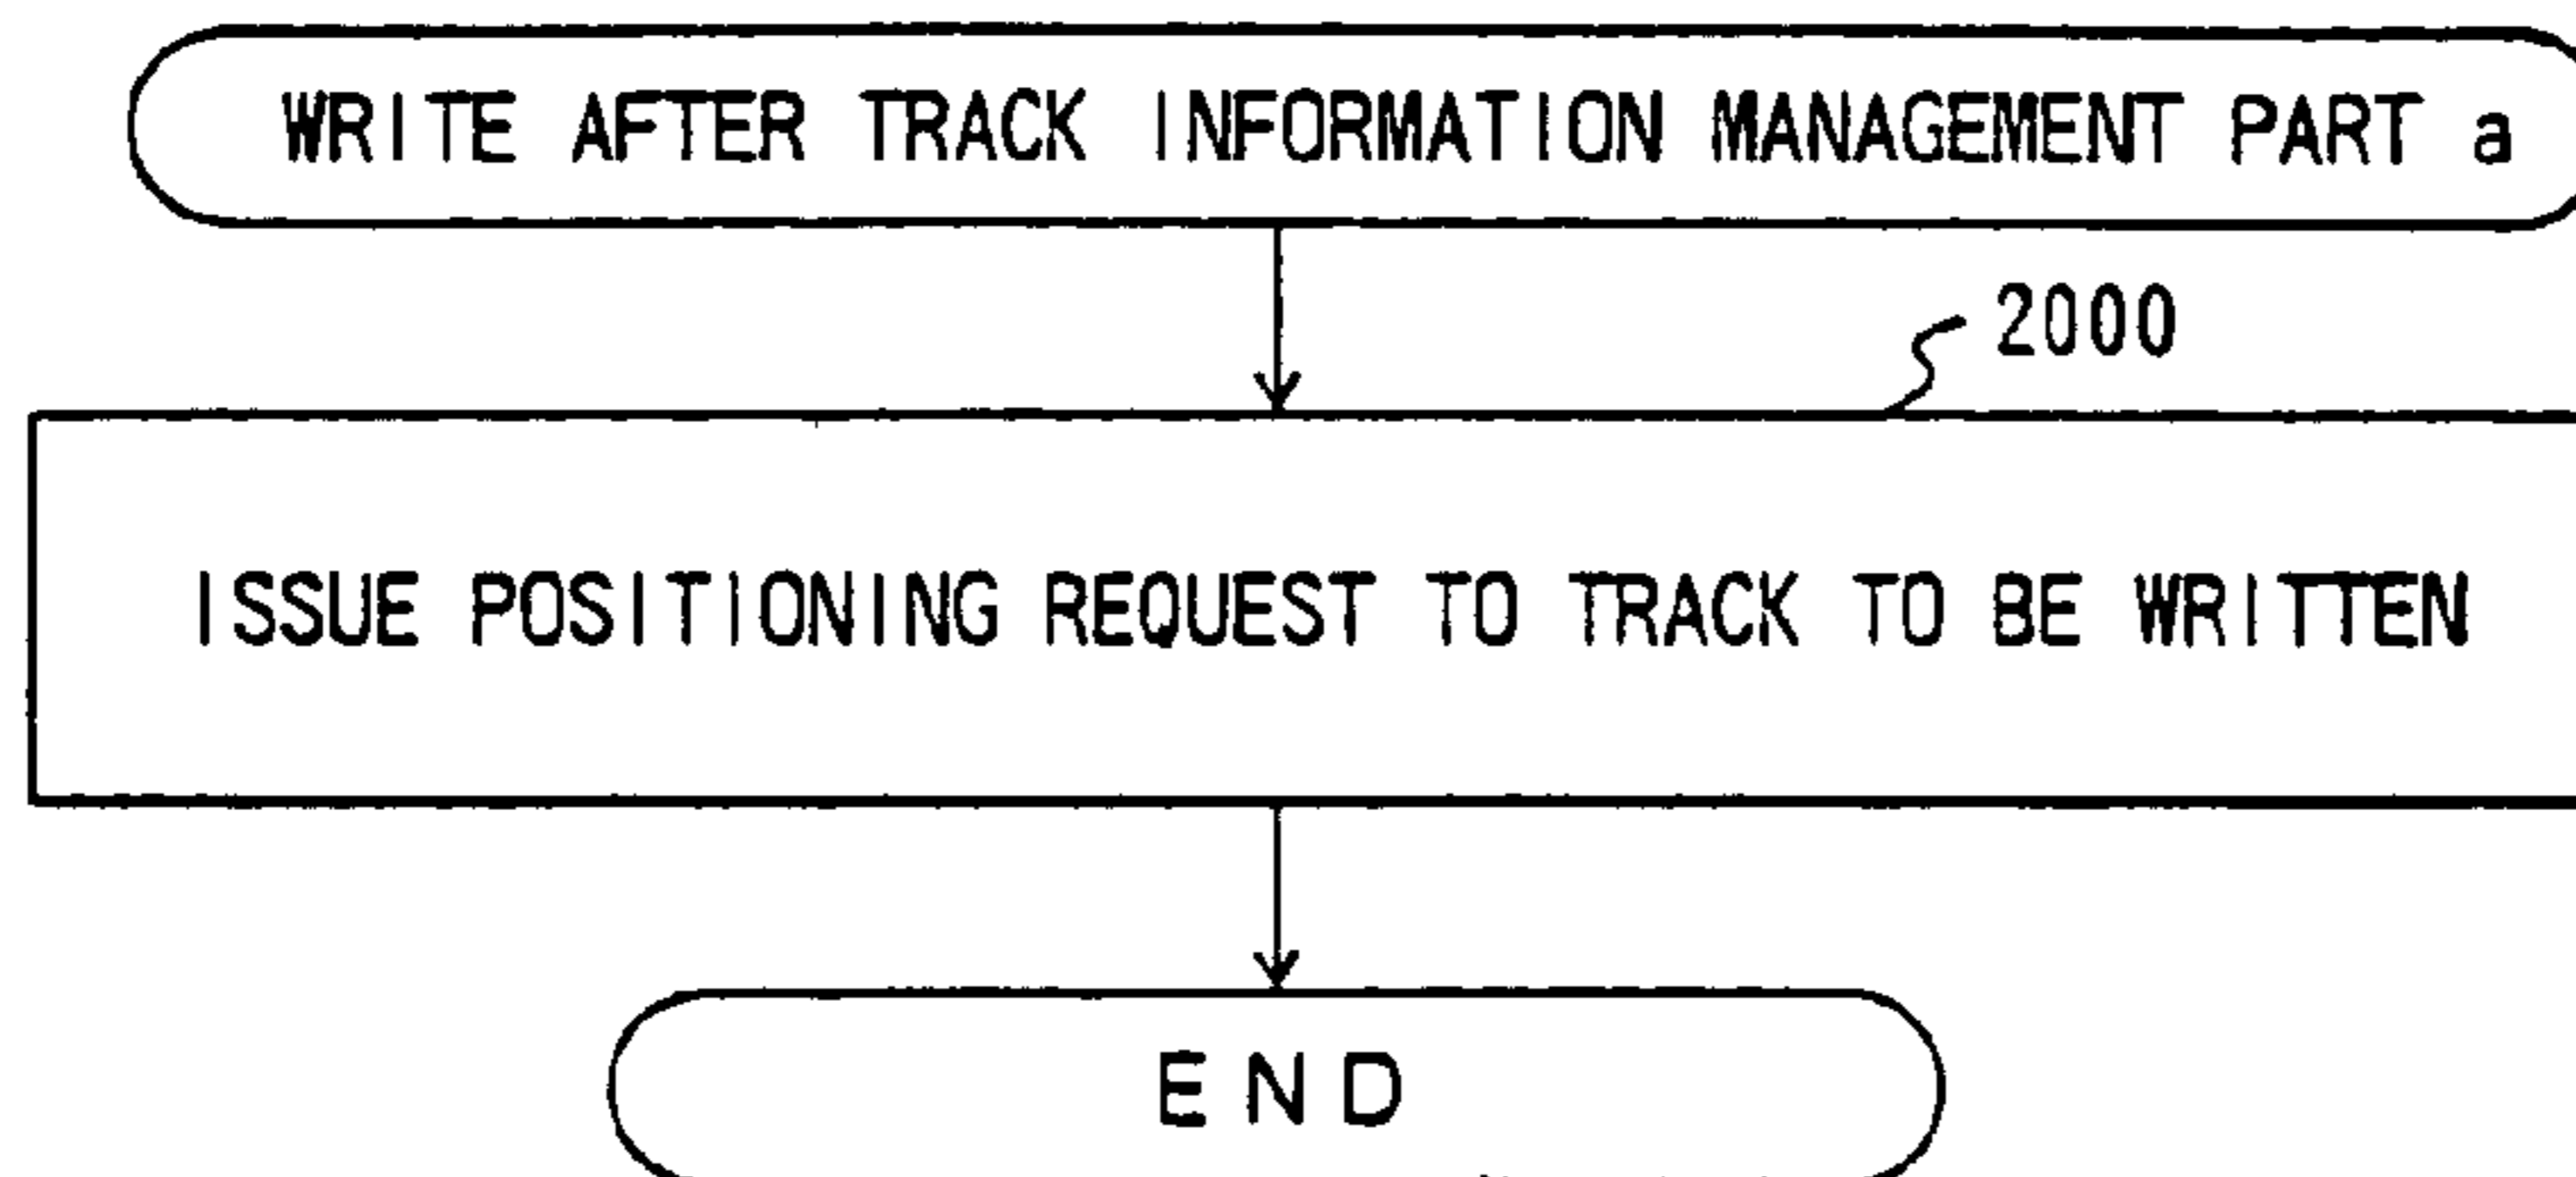 WRITE AFTER TRACK INFORMATION MANAGEMENT PART a
2000
ISSUE POSITIONING REQUEST TO TRACK TO BE WRITTEN
END